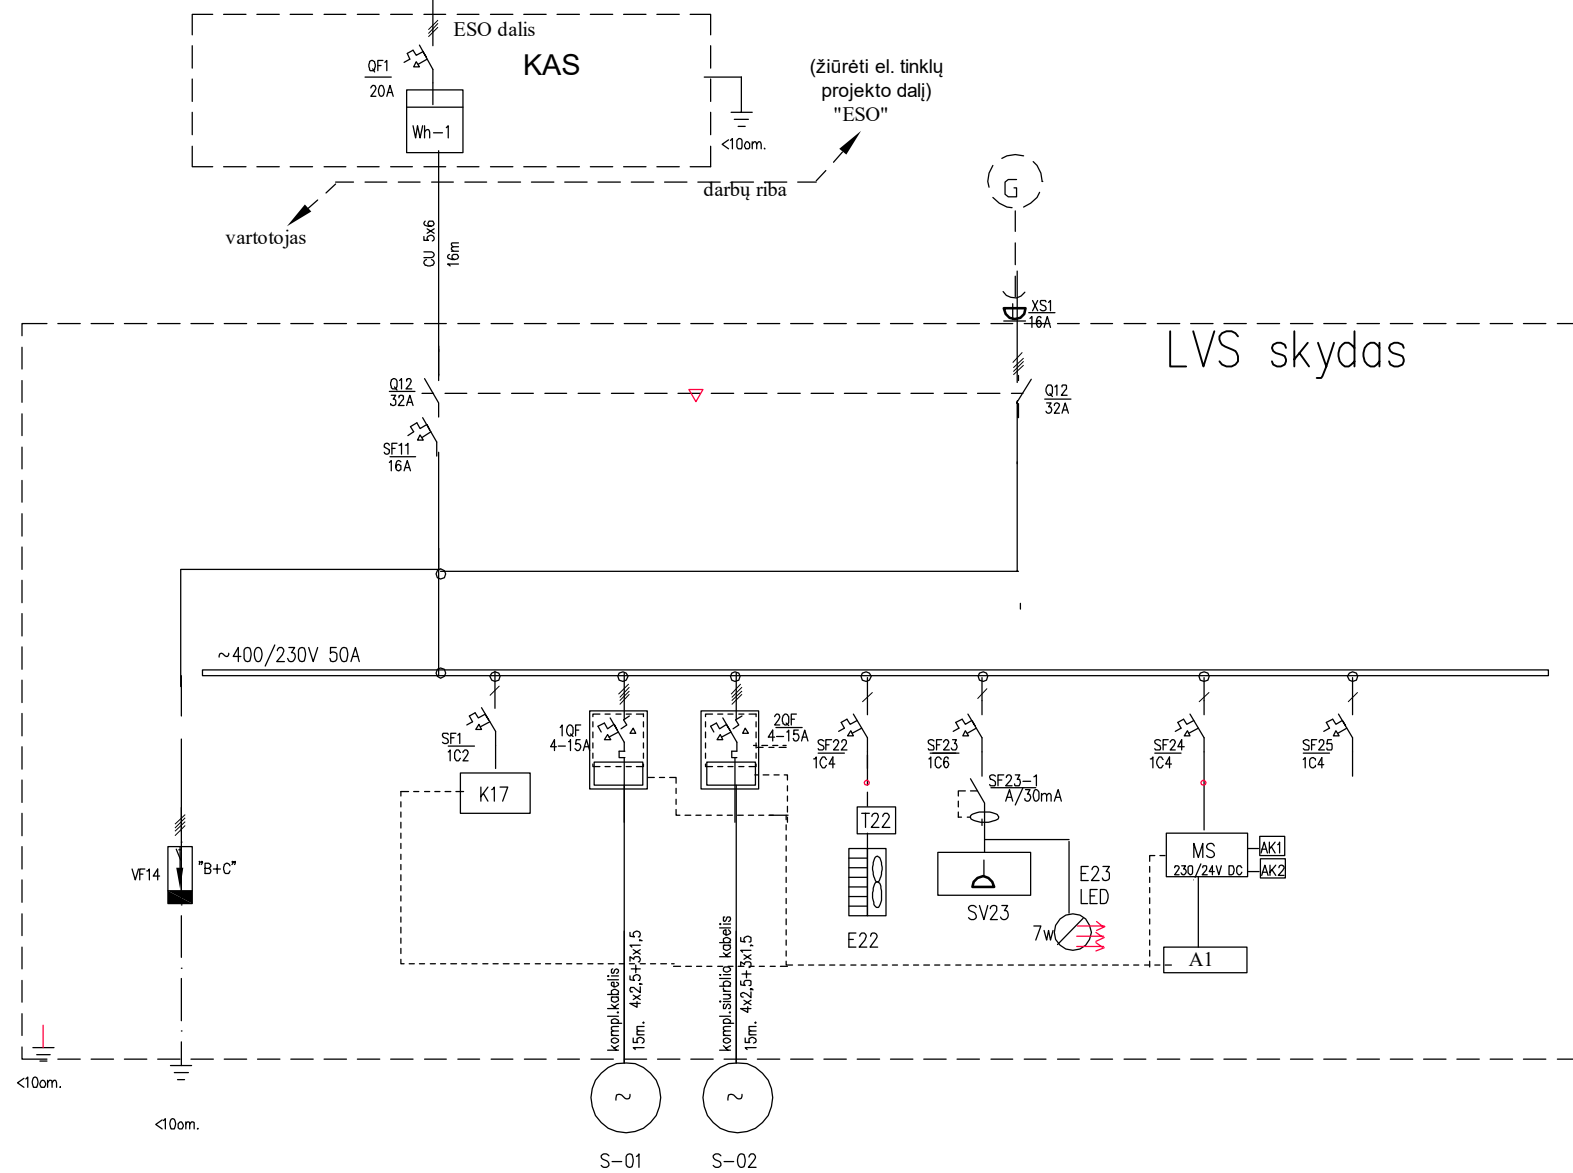 ESO dalis
KAS
QF1
20A
Wh-1
<10om.
(žiūrėti el. tinklų
projekto dalį)
"ESO"
darbų riba
vartotojas
CU 5x6
16m
G
XS1
16A
LVS skydas
Q12
32A
Q12
32A
SF11
16A
~400/230V 50A
SF1
1C2
K17
1QF
4-15A
2QF
4-15A
SF22
1C4
T22
E22
SF23
1C6
SF23-1
A/30mA
SV23
E23
LED
7w
SF24
1C4
MS
230/24V DC
AK1
AK2
A1
SF25
1C4
VF14
"B+C"
kompl.kabelis
15m. 4x2,5+3x1,5
kompl.siurblio kabelis
15m. 4x2,5+3x1,5
<10om.
<10om.
~
~
S-01
S-02